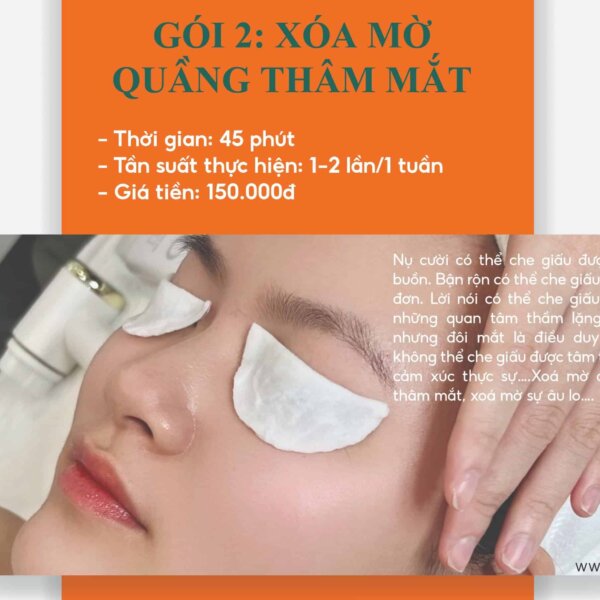 GÓI 2: XÓA MỜ
QUẦNG THÂM MẮT
- Thời gian: 45 phút
- Tần suất thực hiện: 1-2 lần/1 tuần
- Giá tiền: 150.000đ
Nụ cười có thể che giấu đượ
buồn. Bận rộn có thể che giấu
đơn. Lời nói có thể che giấu
những quan tâm thầm lặng
nhưng đôi mắt là điều duy
không thể che giấu được tâm
cảm xúc thực sự....Xoá mờ
thâm mắt, xoá mờ sự âu lo....
www.